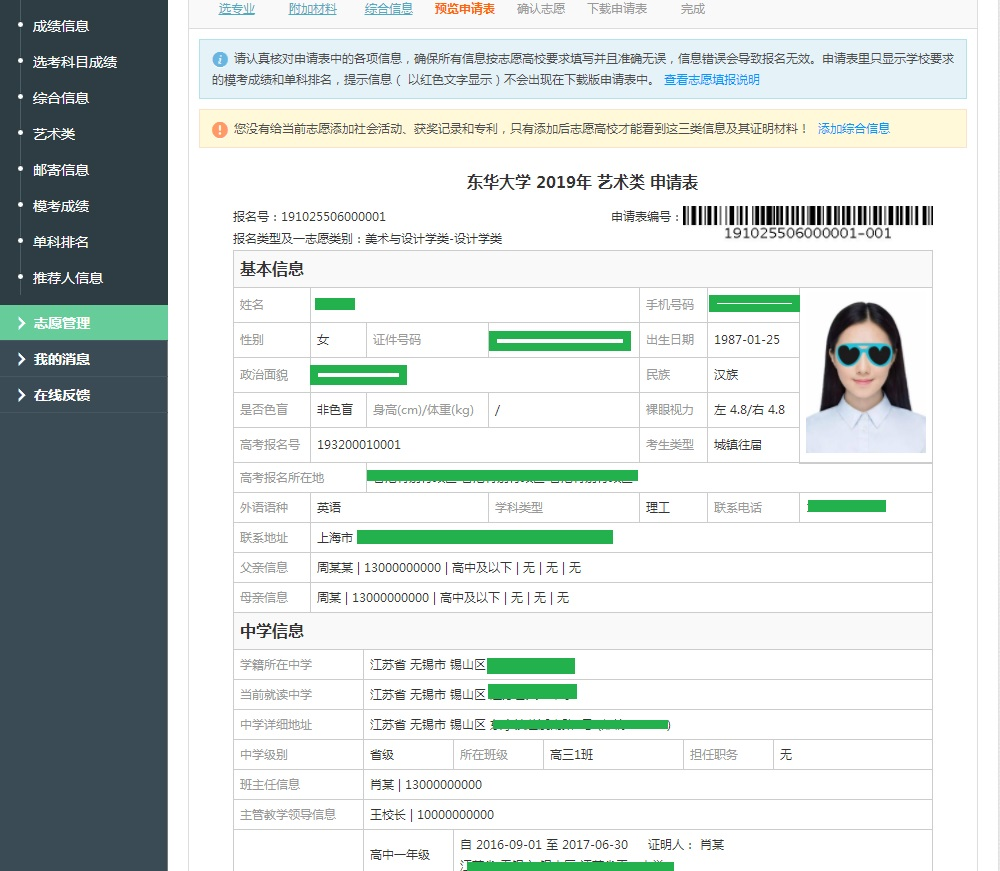 选专业 附加材料 综合信息 预览申请表 确认志愿 下载申请表 完成
成绩信息
选考科目成绩
综合信息
艺术类
邮寄信息
模考成绩
单科排名
推荐人信息
志愿管理
我的消息
在线反馈
请认真核对申请表中的各项信息，确保所有信息按志愿高校要求填写并且准确无误，信息错误会导致报名无效。申请表里只显示学校要求
的模考成绩和单科排名，提示信息（ 以红色文字显示 ）不会出现在下载版申请表中。 查看志愿填报说明
您没有给当前志愿添加社会活动、获奖记录和专利，只有添加后志愿高校才能看到这三类信息及其证明材料！ 添加综合信息
东华大学 2019年 艺术类 申请表
报名号：191025506000001 申请表编号：
191025506000001-001
报名类型及一志愿类别：美术与设计学类-设计学类
基本信息
姓名 手机号码
性别 女 证件号码 出生日期 1987-01-25
政治面貌 民族 汉族
是否色盲 非色盲 身高(cm)/体重(kg) / 裸眼视力 左 4.8/右 4.8
高考报名号 193200010001 考生类型 城镇往届
高考报名所在地
外语语种 英语 学科类型 理工 联系电话
联系地址 上海市
父亲信息 周某某 | 13000000000 | 高中及以下 | 无 | 无 | 无
母亲信息 周某 | 13000000000 | 高中及以下 | 无 | 无 | 无
中学信息
学籍所在中学 江苏省 无锡市 锡山区
当前就读中学 江苏省 无锡市 锡山区
中学详细地址 江苏省 无锡市 锡山区
中学级别 省级 所在班级 高三1班 担任职务 无
班主任信息 肖某 | 13000000000
主管教学领导信息 王校长 | 10000000000
高中一年级 自 2016-09-01 至 2017-06-30 证明人： 肖某